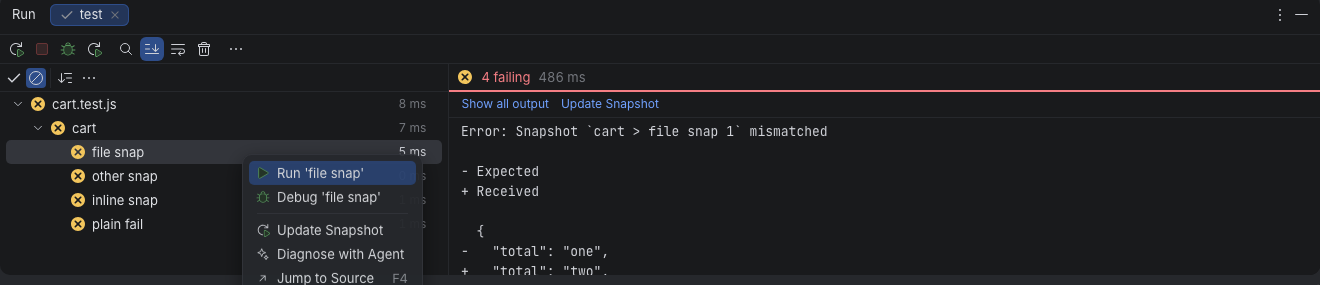 Run test
4 failing 486 ms
cart.test.js 8 ms
cart 7 ms
file snap 5 ms
other snap
inline snap
plain fail
Run 'file snap'
Debug 'file snap'
Update Snapshot
Diagnose with Agent
Jump to Source F4
Show all output Update Snapshot
Error: Snapshot `cart > file snap 1` mismatched
- Expected
+ Received
{
- "total": "one",
+ "total": "two",